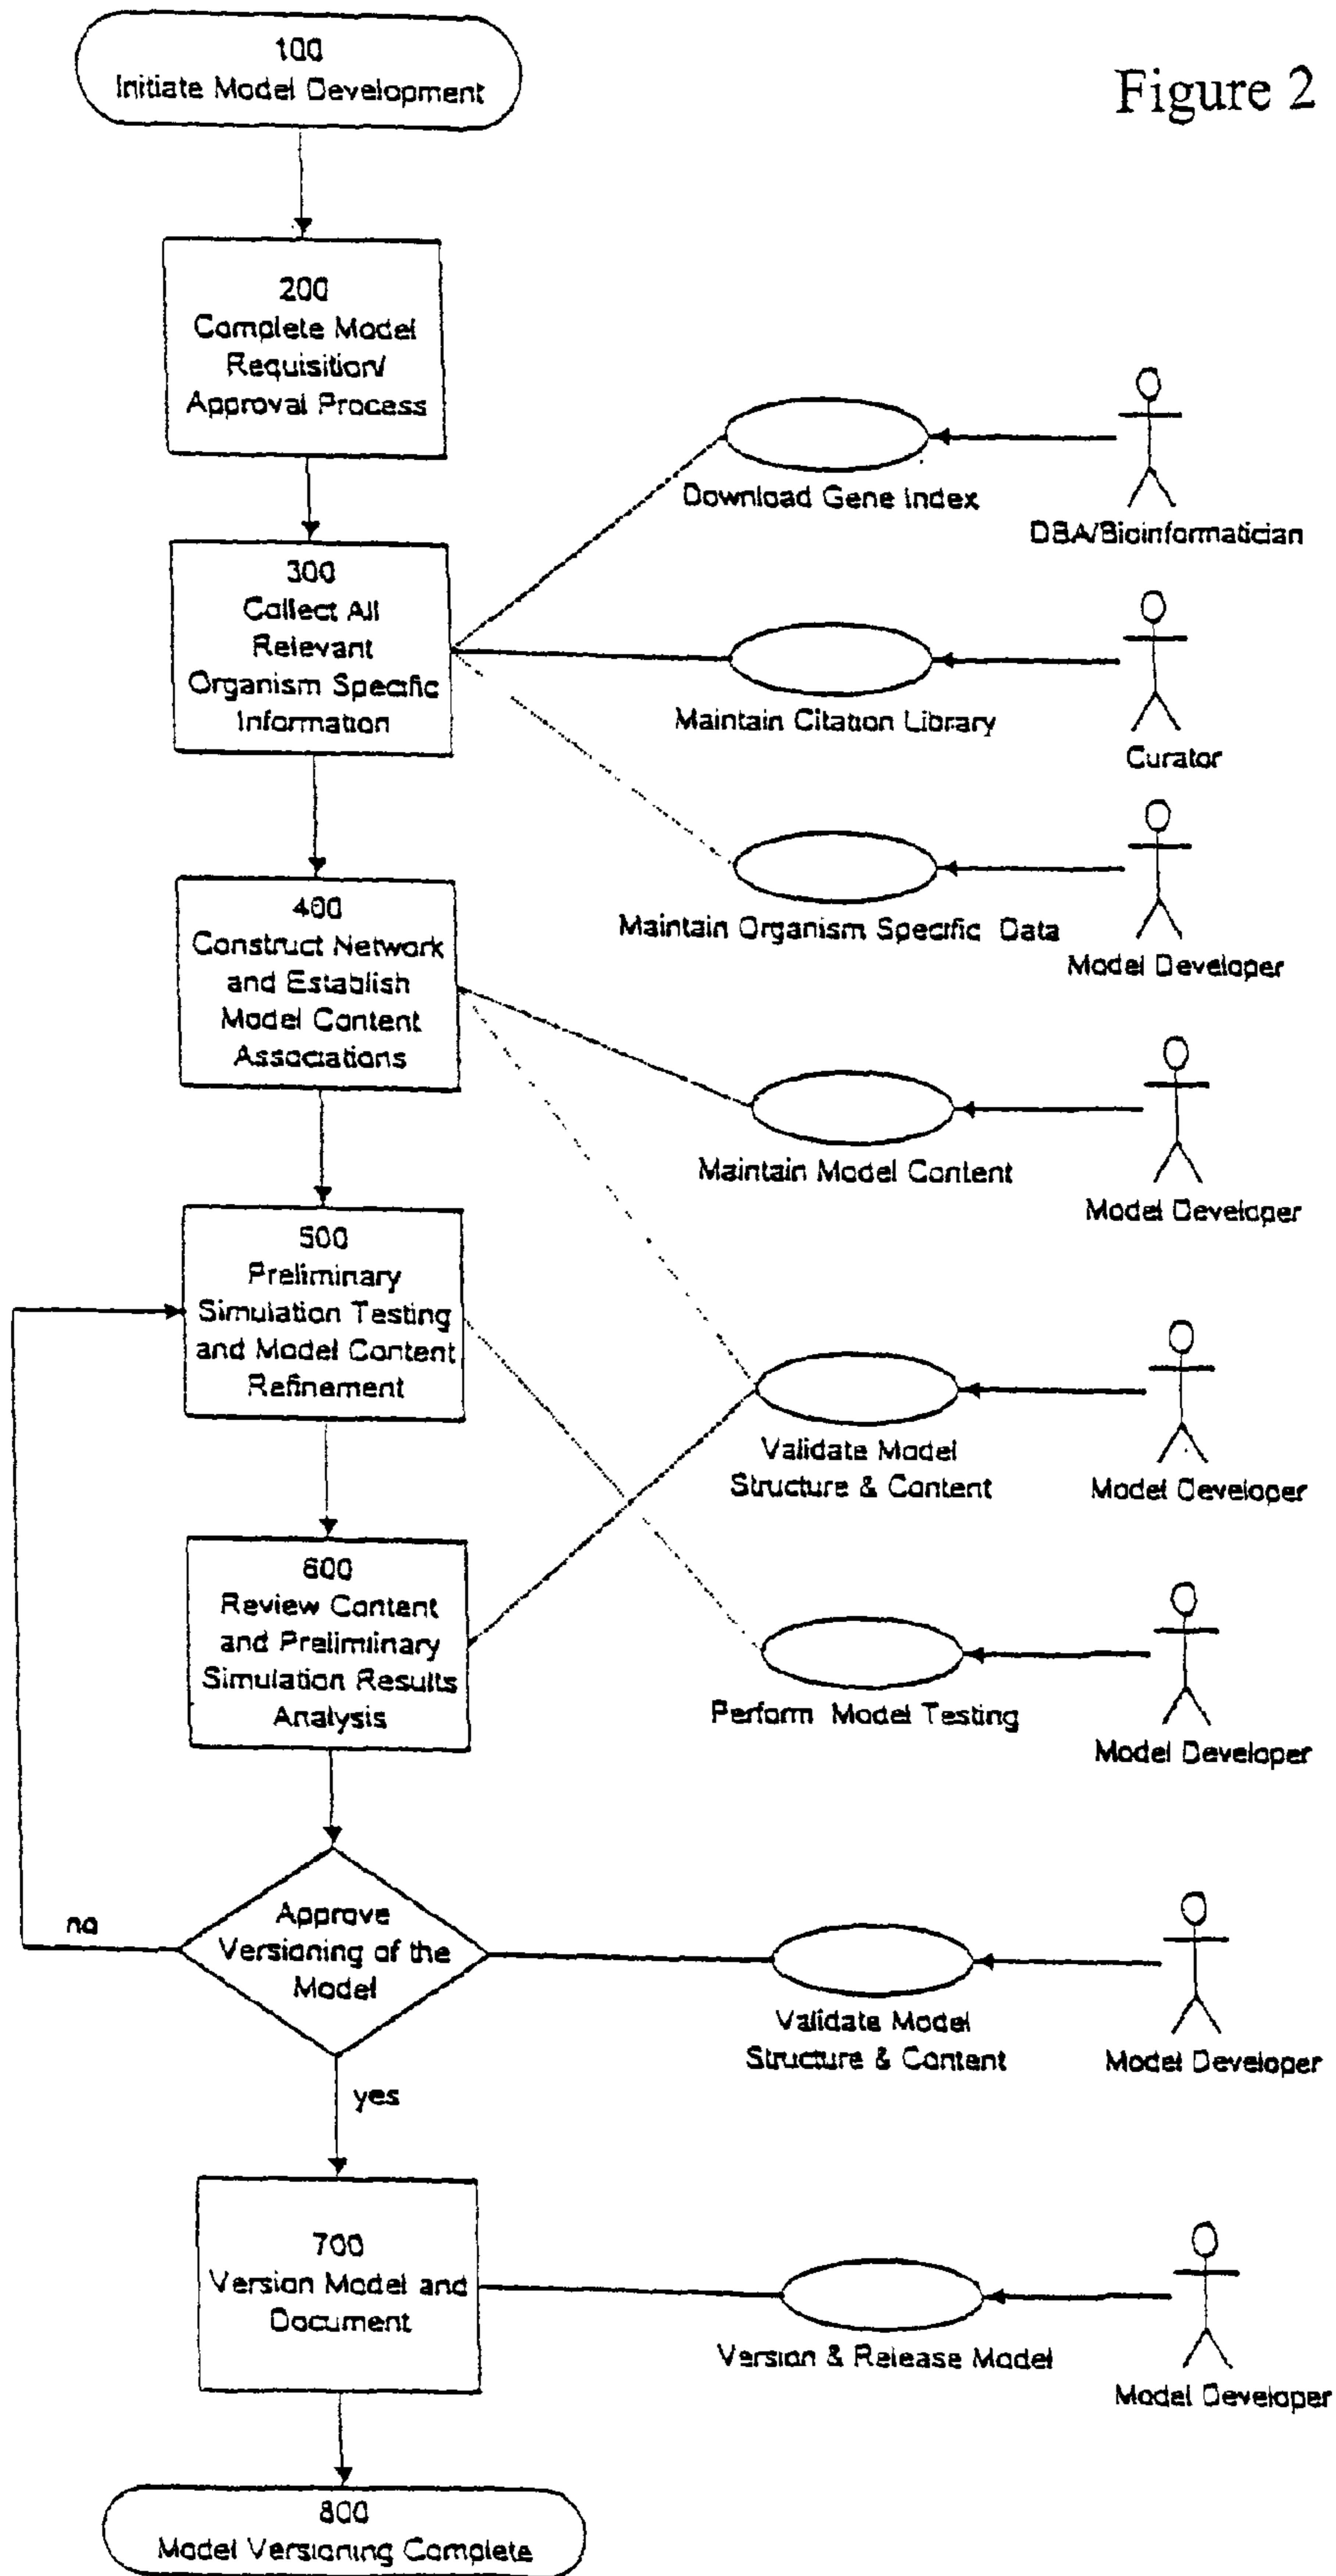 Figure 2
100
Initiate Model Development
200
Complete Model
Requisition/
Approval Process
300
Collect All
Relevant
Organism Specific
Information
Download Gene Index
DBA/Bioinformatician
Maintain Citation Library
Curator
Maintain Organism Specific Data
Model Developer
400
Construct Network
and Establish
Model Content
Associations
Maintain Model Content
Model Developer
500
Preliminary
Simulation Testing
and Model Content
Refinement
Validate Model
Structure & Content
Model Developer
600
Review Content
and Preliminary
Simulation Results
Analysis
Perform Model Testing
Model Developer
no
Approve
Versioning of the
Model
Validate Model
Structure & Content
Model Developer
yes
700
Version Model and
Document
Version & Release Model
Model Developer
800
Model Versioning Complete